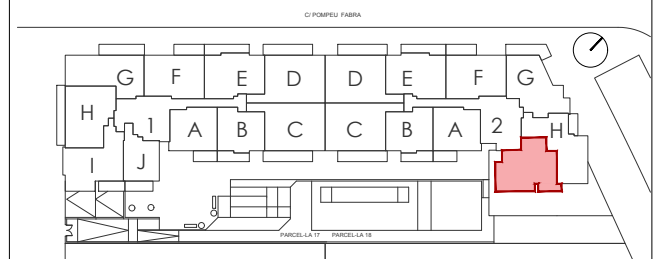 C/ POMPEU FABRA
G F E D D E F G
H 1 A B C C B A 2 H
I J
PARCEL·LA 17 PARCEL·LA 18